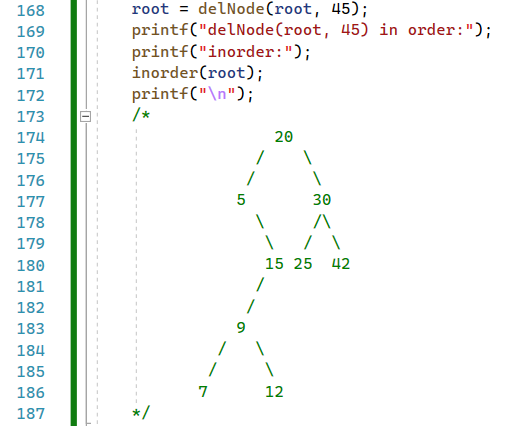 168 root = delNode(root, 45);
169 printf("delNode(root, 45) in order:");
170 printf("inorder:");
171 inorder(root);
172 printf("\n");
173 /*
174 20
175 / \
176 / \
177 5 30
178 \ /\
179 \ / \
180 15 25 42
181 /
182 /
183 9
184 / \
185 / \
186 7 12
187 */